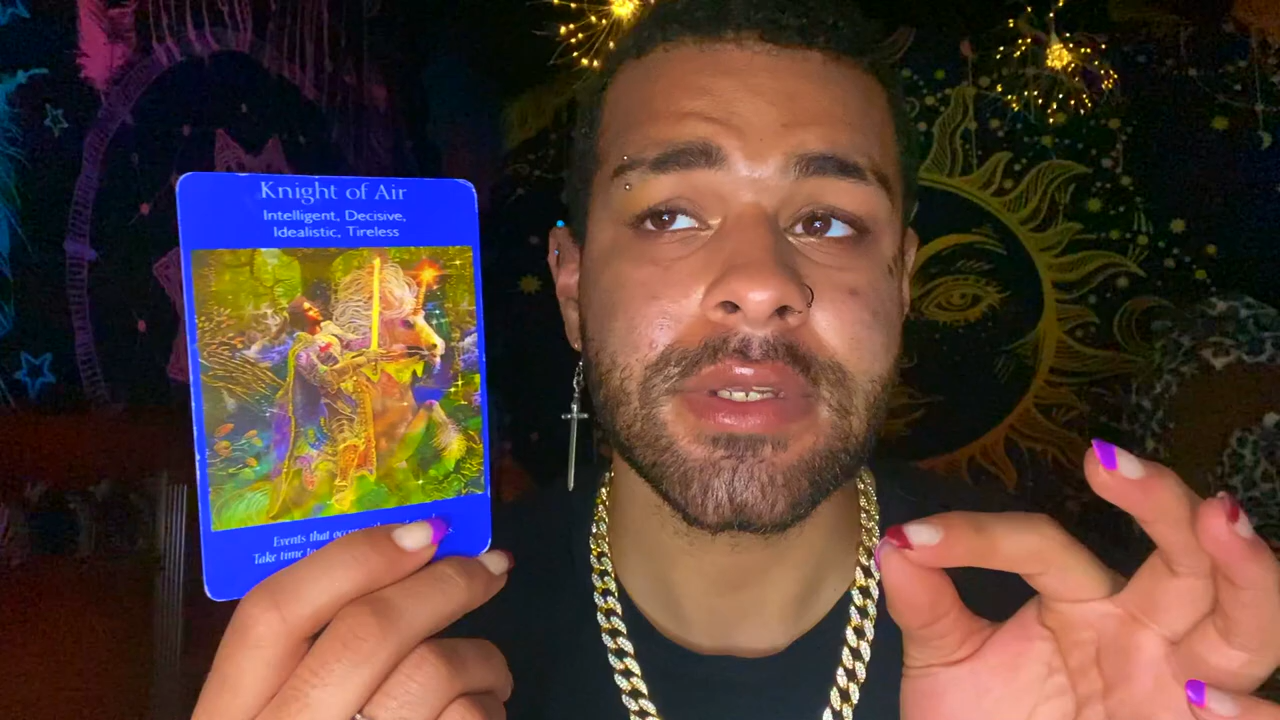 Knight of Air
Intelligent, Decisive,
Idealistic, Tireless
Events that
Take time